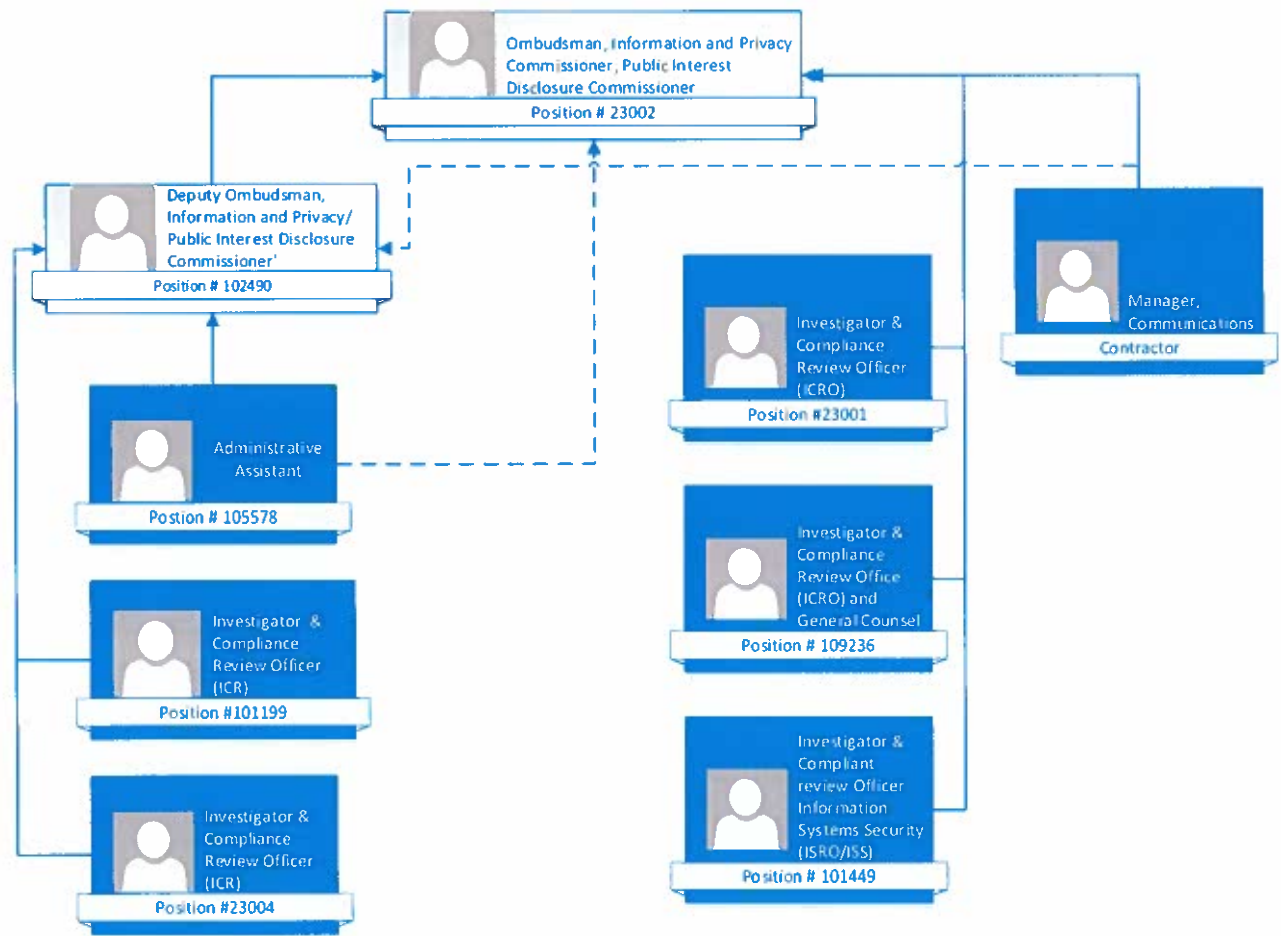 Ombudsman, Information and Privacy
Commissioner, Public Interest
Disclosure Commissioner
Position # 23002
Deputy Ombudsman,
Information and Privacy/
Public Interest Disclosure
Commissioner'
Position # 102490
Manager,
Communications
Contractor
Administrative
Assistant
Postion # 105578
Investigator &
Compliance
Review Officer
(ICR)
Position #101199
Investigator &
Compliance
Review Officer
(ICR)
Position #23004
Investigator &
Compliance
Review Officer
(ICRO)
Position #23001
Investigator &
Compliance
Review Office
(ICRO) and
General Counsel
Position # 109236
Investigator &
Compliant
review Officer
Information
Systems Security
(ISRO/ISS)
Position # 101449